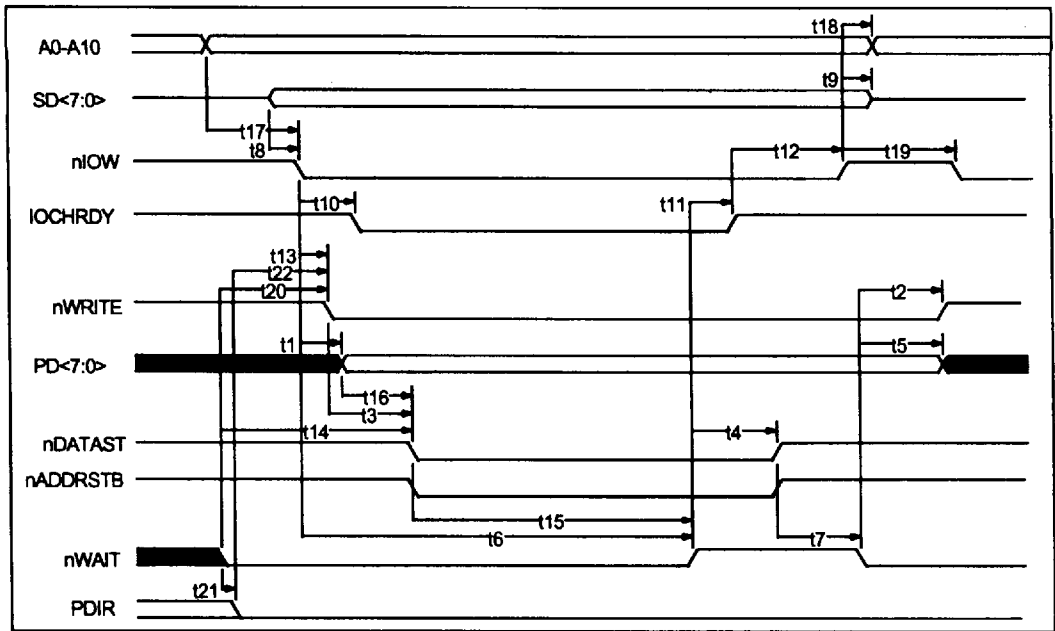 t18
A0-A10
t9
SD<7:0>
t17
t8
t12
t19
nIOW
t10
t11
IOCHRDY
t13
t22
t20
t2
nWRITE
t1
t5
PD<7:0>
t16
t3
t14
t4
nDATAST
nADDRSTB
t15
t6
t7
nWAIT
t21
PDIR